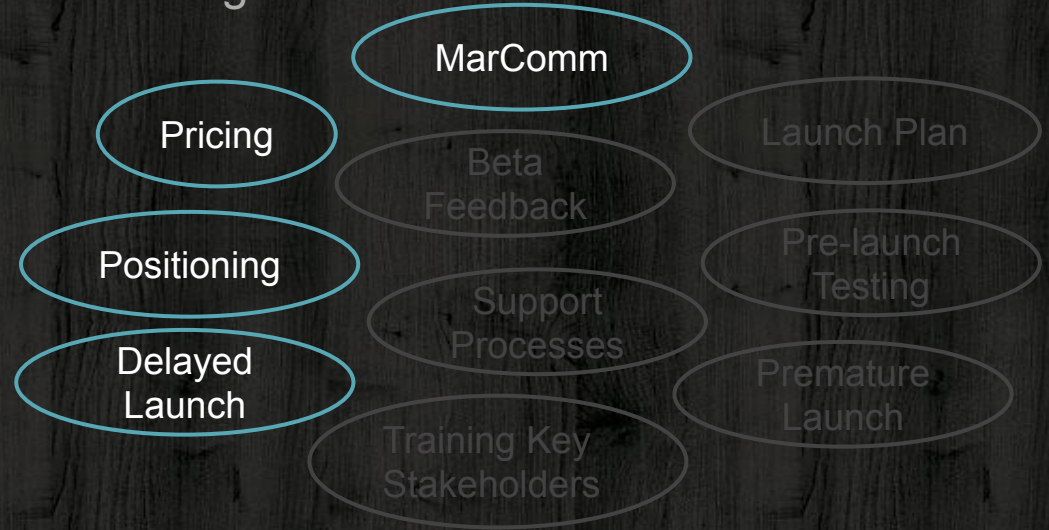 MarComm
Pricing
Launch Plan
Beta
Feedback
Positioning
Pre-launch
Testing
Support
Processes
Delayed
Launch
Premature
Launch
Training Key
Stakeholders